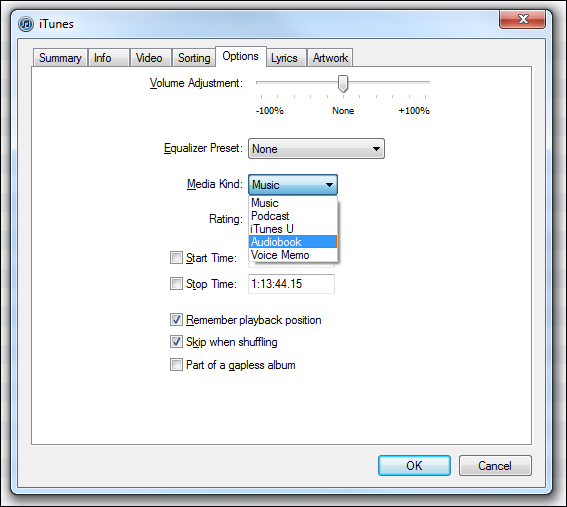 iTunes
Summary Info Video Sorting Options Lyrics Artwork
Volume Adjustment:
-100% None +100%
Equalizer Preset: None
Media Kind: Music
Music
Podcast
Rating:
iTunes U
Audiobook
Start Time: Voice Memo
Stop Time: 1:13:44.15
Remember playback position
Skip when shuffling
Part of a gapless album
OK Cancel